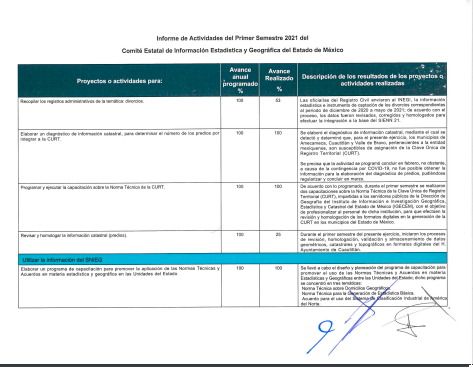 Informe de Actividades del Primer Semestre 2021 del
Comité Estatal de Información Estadística y Geográfica del Estado de México
Proyectos o actividades para:
Avance anual programado %
Avance Realizado %
Descripción de los resultados de los proyectos o actividades realizadas
Recopilar los registros administrativos de la temática: divorcios.
100
53
Las oficialías del Registro Civil enviaron al INEGI, la información
estadística e instrumento de captación de los divorcios correspondientes
al periodo de diciembre de 2020 a mayo de 2021; de acuerdo con el
proceso, los datos fueron revisados, corregidos y homologados para
efectuar la integración a la base del SIENN 21.
Elaborar un diagnóstico de información catastral, para determinar el número de los predios por
integrar a la CURT.
100
100
Se elaboró el diagnóstico de información catastral, mediante el cual se
detectó y determinó que, para el presente ejercicio, los municipios de
Amecameca, Cuautitlán y Valle de Bravo, pertenecientes a la entidad
mexiquense, son susceptibles de asignación de la Clave Única de
Registro Territorial (CURT).
Se precisa que la actividad se programó concluir en febrero, no obstante,
a causa de la contingencia por COVID-19, no fue posible obtener la
información para la elaboración del diagnóstico de predios, pudiéndose
regularizar y concluir en marzo.
Programar y ejecutar la capacitación sobre la Norma Técnica de la CURT.
100
100
De acuerdo con lo programado, durante el primer semestre se realizaron
dos capacitaciones sobre la Norma Técnica de la Clave Única de Registro
Territorial (CURT), impartidas a los servidores públicos de la Dirección de
Geografía del Instituto de Información e Investigación Geográfica,
Estadística y Catastral del Estado de México (IGECEM), con el objetivo
de profesionalizar al personal de dicha institución, para que efectúen la
revisión y homologación de los formatos digitales en la generación de la
CURT en los municipios del Estado de México.
Revisar y homologar la información catastral (predios).
100
25
Durante el primer semestre del presente ejercicio, iniciaron los procesos
de revisión, homologación, validación y almacenamiento de datos
geométricos, catastrales y topográficos en formatos digitales del H.
Ayuntamiento de Cuautitlán.
Utilizar la información del SNIEG
Elaborar un programa de capacitación para promover la aplicación de las Normas Técnicas y
Acuerdos en materia estadística y geográfica en las Unidades del Estado
100
100
Se llevó a cabo el diseño y planeación del programa de capacitación para
promover el uso de las Normas Técnicas y Acuerdos en materia
Estadísticas y Geográficas entre las Unidades del Estado; dicho programa
se concentró en tres temáticas:
Norma Técnica sobre Domicilios Geográficos.
Norma Técnica para la Generación de Estadística Básica.
Acuerdo para el uso del Sistema de Clasificación Industrial de América
del Norte.